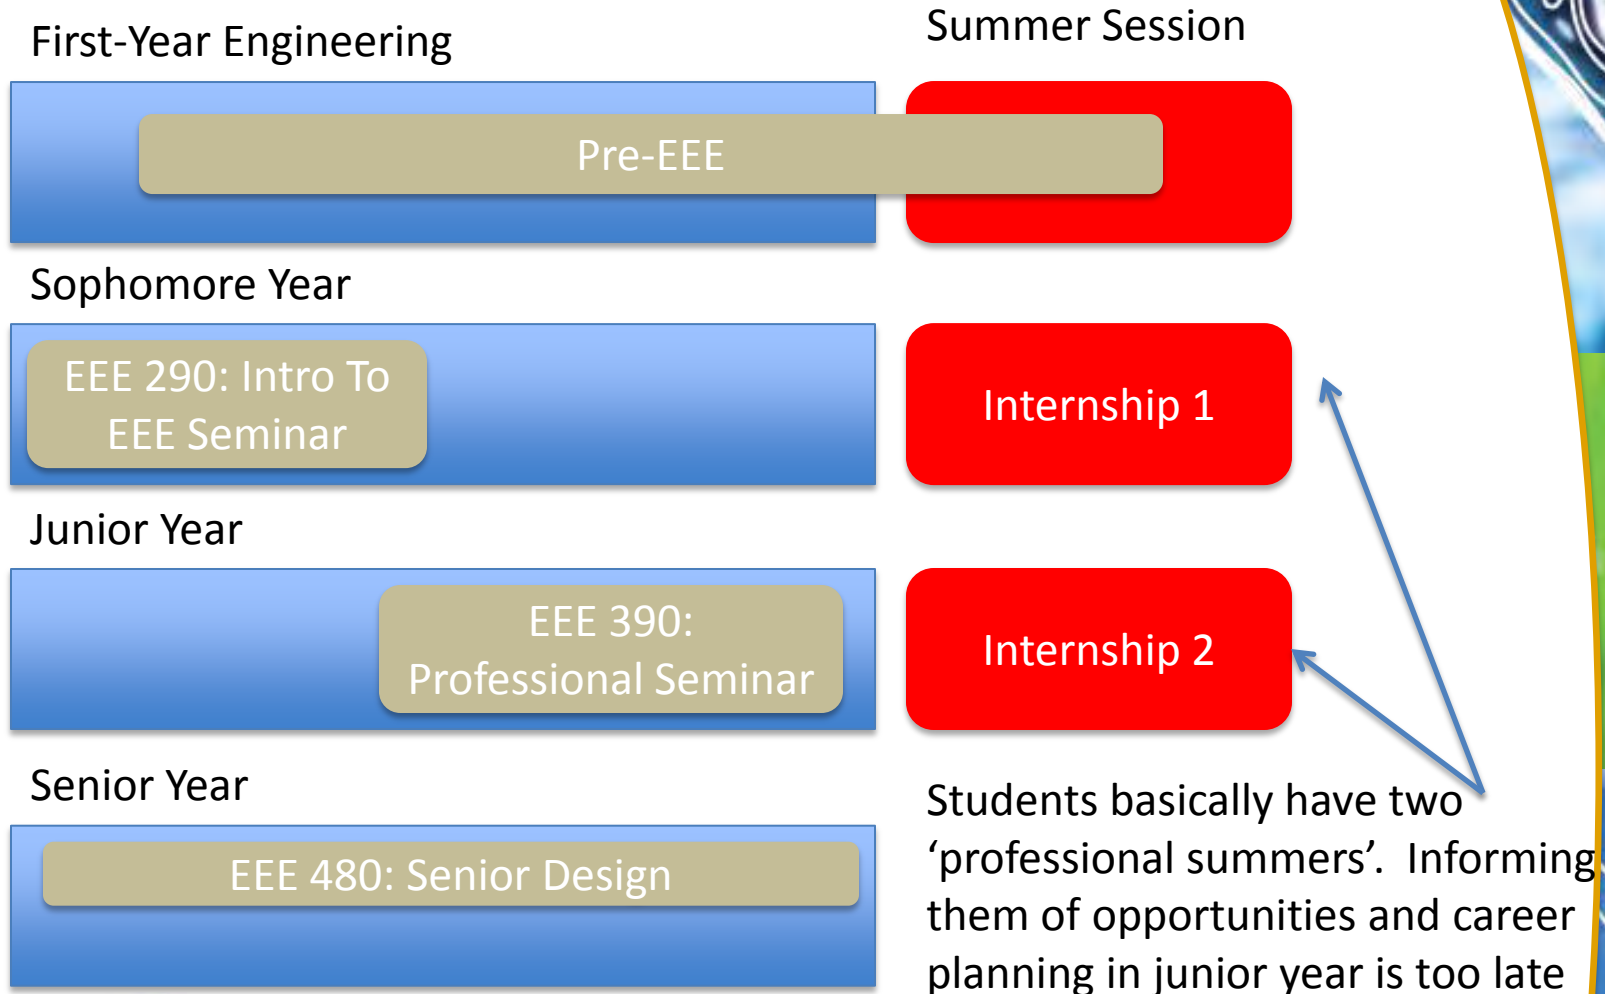 First-Year Engineering
Summer Session
Pre-EEE
Sophomore Year
EEE 290: Intro To
EEE Seminar
Internship 1
Junior Year
EEE 390:
Professional Seminar
Internship 2
Senior Year
EEE 480: Senior Design
Students basically have two
‘professional summers’.  Informing
them of opportunities and career
planning in junior year is too late